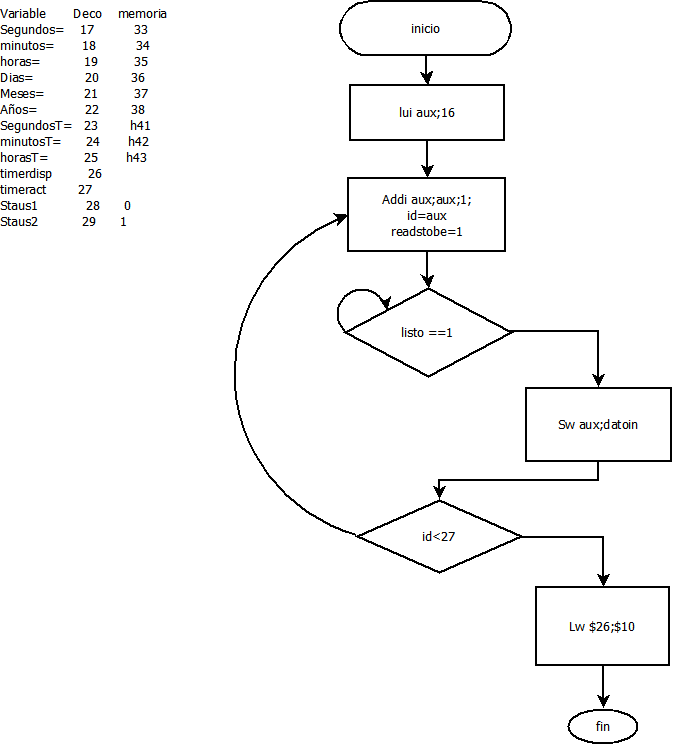 Variable Deco memoria
Segundos= 17 33
minutos= 18 34
horas= 19 35
Dias= 20 36
Meses= 21 37
Años= 22 38
SegundosT= 23 h41
minutosT= 24 h42
horasT= 25 h43
timerdisp 26
timeract 27
Staus1 28 0
Staus2 29 1
inicio
lui aux;16
Addi aux;aux;1;
id=aux
readstobe=1
listo ==1
Sw aux;datoin
id<27
Lw $26;$10
fin